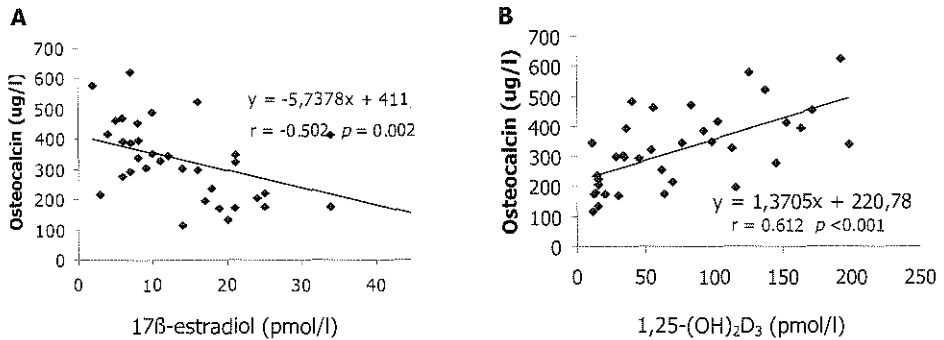 A
Osteocalcin (ug/l)
700
600
500
400
300
200
100
0
y = -5,7378x + 411
r = -0.502, p = 0.002
0 10 20 30 40
17ß-estradiol (pmol/l)
B
Osteocalcin (ug/l)
700
600
500
400
300
200
100
0
y = 1,3705x + 220,78
r = 0.612 p <0.001
0 50 100 150 200 250
1,25-(OH)₂D₃ (pmol/l)